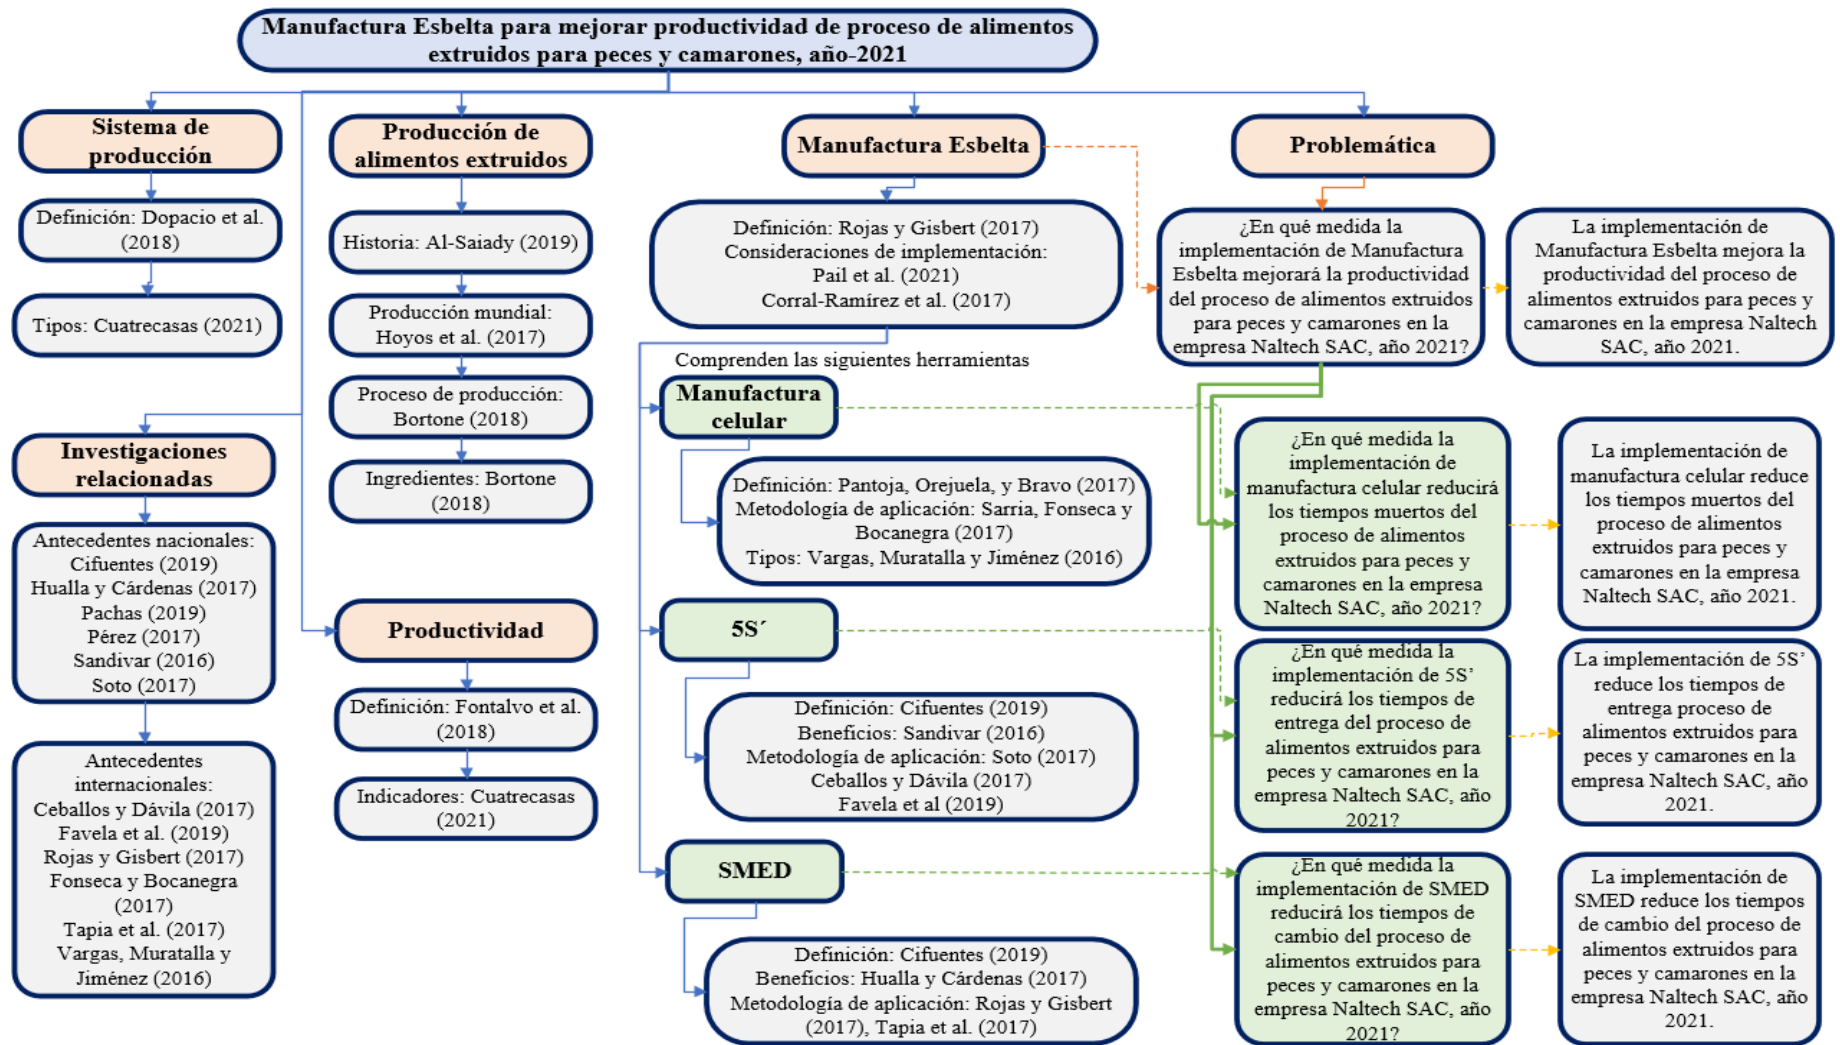 Manufactura Esbelta para mejorar productividad de proceso de alimentos
extruidos para peces y camarones, año-2021
Sistema de
producción
Definición: Dopacio et al.
(2018)
Tipos: Cuatrecasas (2021)
Investigaciones
relacionadas
Antecedentes nacionales:
Cifuentes (2019)
Hualla y Cárdenas (2017)
Pachas (2019)
Pérez (2017)
Sandivar (2016)
Soto (2017)
Antecedentes
internacionales:
Ceballos y Dávila (2017)
Favela et al. (2019)
Rojas y Gisbert (2017)
Fonseca y Bocanegra
(2017)
Tapia et al. (2017)
Vargas, Muratalla y
Jiménez (2016)
Producción de
alimentos extruidos
Historia: Al-Saiady (2019)
Producción mundial:
Hoyos et al. (2017)
Proceso de producción:
Bortone (2018)
Ingredientes: Bortone
(2018)
Productividad
Definición: Fontalvo et al.
(2018)
Indicadores: Cuatrecasas
(2021)
Manufactura Esbelta
Definición: Rojas y Gisbert (2017)
Consideraciones de implementación:
Pail et al. (2021)
Corral-Ramírez et al. (2017)
Comprenden las siguientes herramientas
Manufactura
celular
Definición: Pantoja, Orejuela, y Bravo (2017)
Metodología de aplicación: Sarria, Fonseca y
Bocanegra (2017)
Tipos: Vargas, Muratalla y Jiménez (2016)
5S´
Definición: Cifuentes (2019)
Beneficios: Sandivar (2016)
Metodología de aplicación: Soto (2017)
Ceballos y Dávila (2017)
Favela et al (2019)
SMED
Definición: Cifuentes (2019)
Beneficios: Hualla y Cárdenas (2017)
Metodología de aplicación: Rojas y Gisbert
(2017), Tapia et al. (2017)
Problemática
¿En qué medida la
implementación de Manufactura
Esbelta mejorará la productividad
del proceso de alimentos extruidos
para peces y camarones en la
empresa Naltech SAC, año 2021?
La implementación de
Manufactura Esbelta mejora la
productividad del proceso de
alimentos extruidos para peces y
camarones en la empresa Naltech
SAC, año 2021.
¿En qué medida la
implementación de
manufactura celular reducirá
los tiempos muertos del
proceso de alimentos
extruidos para peces y
camarones en la empresa
Naltech SAC, año 2021?
La implementación de
manufactura celular reduce
los tiempos muertos del
proceso de alimentos
extruidos para peces y
camarones en la empresa
Naltech SAC, año 2021.
¿En qué medida la
implementación de 5S’
reducirá los tiempos de
entrega del proceso de
alimentos extruidos para
peces y camarones en la
empresa Naltech SAC, año
2021?
La implementación de 5S’
reduce los tiempos de
entrega proceso de
alimentos extruidos para
peces y camarones en la
empresa Naltech SAC, año
2021.
¿En qué medida la
implementación de SMED
reducirá los tiempos de
cambio del proceso de
alimentos extruidos para
peces y camarones en la
empresa Naltech SAC, año
2021?
La implementación de
SMED reduce los tiempos
de cambio del proceso de
alimentos extruidos para
peces y camarones en la
empresa Naltech SAC, año
2021.